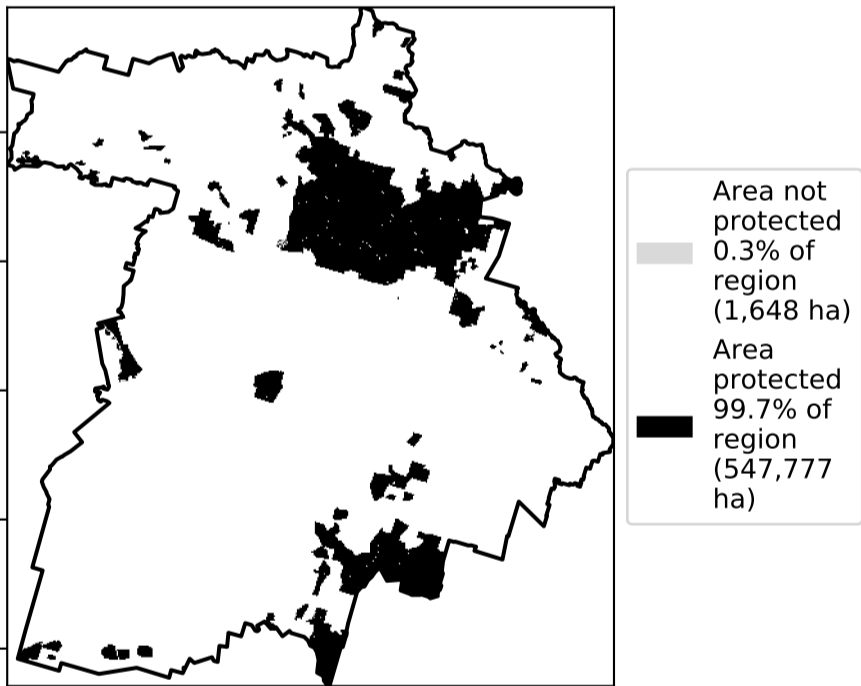 Area not
protected
0.3% of
region
(1,648 ha)
Area
protected
99.7% of
region
(547,777
ha)